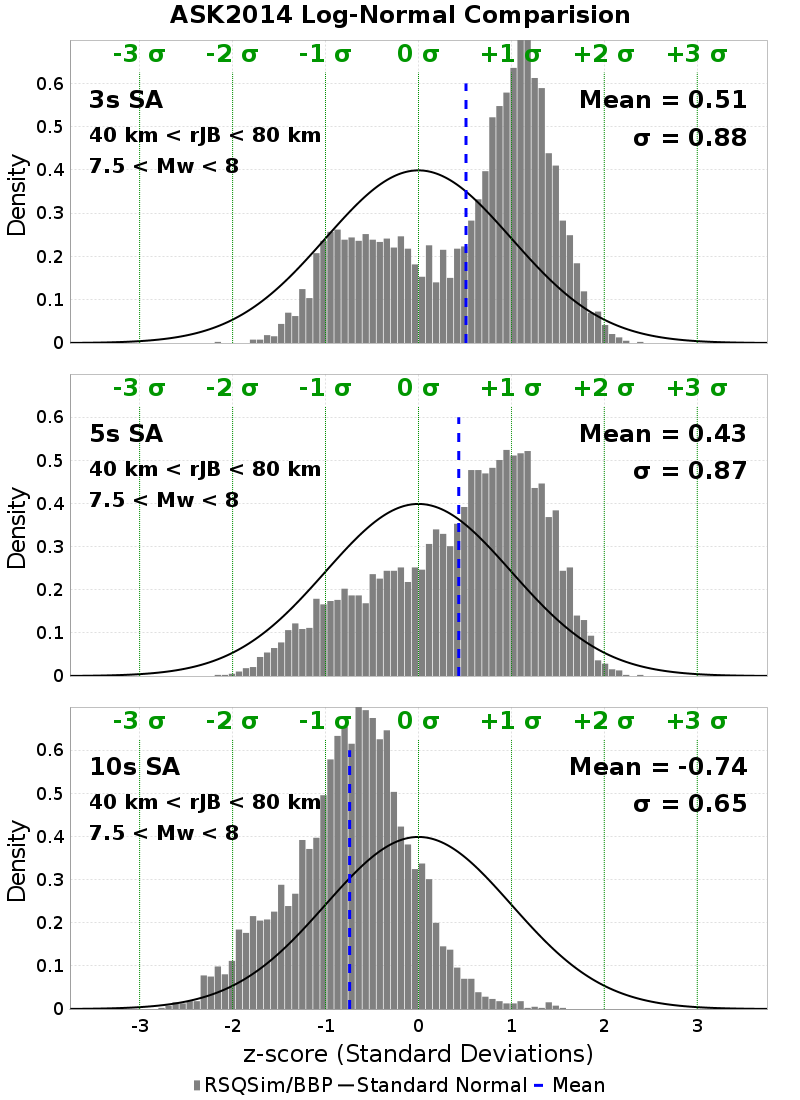 ASK2014 Log-Normal Comparision
-3 σ -2 σ -1 σ 0 σ +1 σ +2 σ +3 σ
3s SA Mean = 0.51
40 km < rJB < 80 km σ = 0.88
7.5 < Mw < 8
Density
0.6
0.5
0.4
0.3
0.2
0.1
0
-3 σ -2 σ -1 σ 0 σ +1 σ +2 σ +3 σ
5s SA Mean = 0.43
40 km < rJB < 80 km σ = 0.87
7.5 < Mw < 8
Density
0.6
0.5
0.4
0.3
0.2
0.1
0
-3 σ -2 σ -1 σ 0 σ +1 σ +2 σ +3 σ
10s SA Mean = -0.74
40 km < rJB < 80 km σ = 0.65
7.5 < Mw < 8
Density
0.6
0.5
0.4
0.3
0.2
0.1
0
-3 -2 -1 0 1 2 3
z-score (Standard Deviations)
RSQSim/BBP Standard Normal Mean